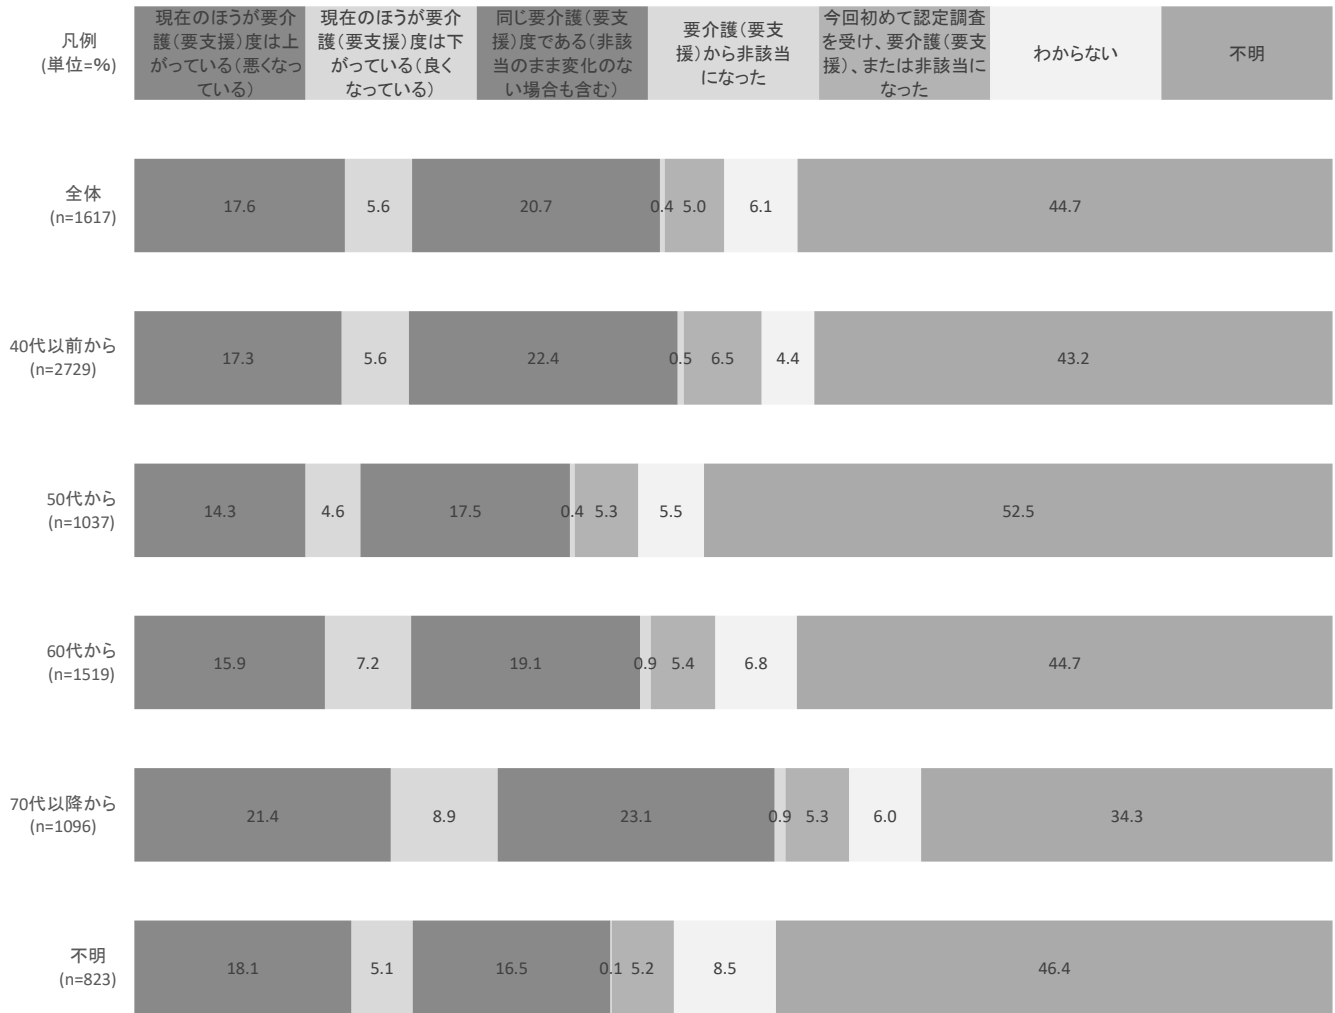 凡例
(単位=%)
現在のほうが要介
護(要支援)度は上
がっている(悪くなっ
ている)
現在のほうが要介
護(要支援)度は下
がっている(良く
なっている)
同じ要介護(要支
援)度である(非該
当のまま変化のな
い場合も含む)
要介護(要支
援)から非該当
になった
今回初めて認定調査
を受け、要介護(要支
援)、または非該当に
なった
わからない
不明
全体
(n=1617)
17.6 5.6 20.7 0.4 5.0 6.1 44.7
40代以前から
(n=2729)
17.3 5.6 22.4 0.5 6.5 4.4 43.2
50代から
(n=1037)
14.3 4.6 17.5 0.4 5.3 5.5 52.5
60代から
(n=1519)
15.9 7.2 19.1 0.9 5.4 6.8 44.7
70代以降から
(n=1096)
21.4 8.9 23.1 0.9 5.3 6.0 34.3
不明
(n=823)
18.1 5.1 16.5 0.1 5.2 8.5 46.4